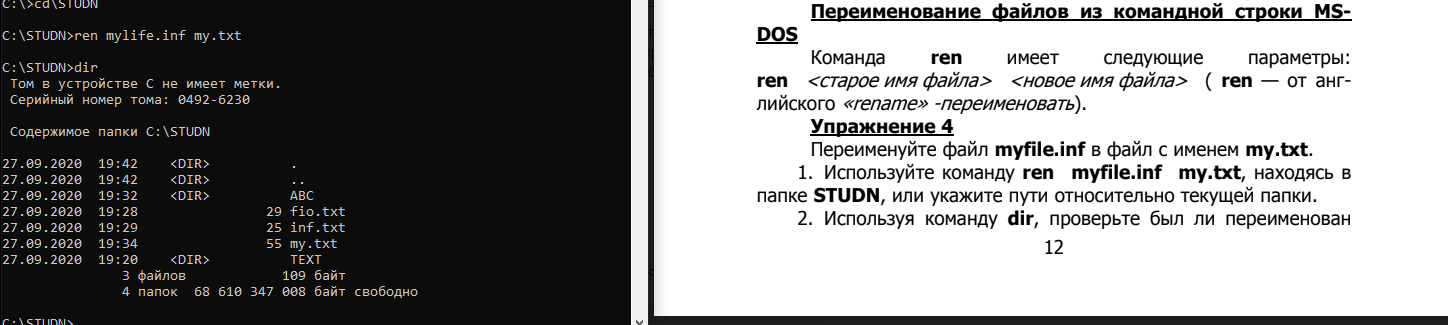 C:\>cd\STUDN
C:\STUDN>ren mylife.inf my.txt
C:\STUDN>dir
Том в устройстве C не имеет метки.
Серийный номер тома: 0492-6230
Содержимое папки C:\STUDN
27.09.2020  19:42    <DIR>          .
27.09.2020  19:42    <DIR>          ..
27.09.2020  19:32    <DIR>          ABC
27.09.2020  19:28                29 fio.txt
27.09.2020  19:29                25 inf.txt
27.09.2020  19:34                55 my.txt
27.09.2020  19:20    <DIR>          TEXT
3 файлов            109 байт
4 папок  68 610 347 008 байт свободно
C:\STUDN>
Переименование файлов из командной строки MS-
DOS
Команда ren имеет следующие параметры:
ren <старое имя файла> <новое имя файла> ( ren — от анг-
лийского «rename» -переименовать).
Упражнение 4
Переименуйте файл myfile.inf в файл с именем my.txt.
1. Используйте команду ren myfile.inf my.txt, находясь в
папке STUDN, или укажите пути относительно текущей папки.
2. Используя команду dir, проверьте был ли переименован
12